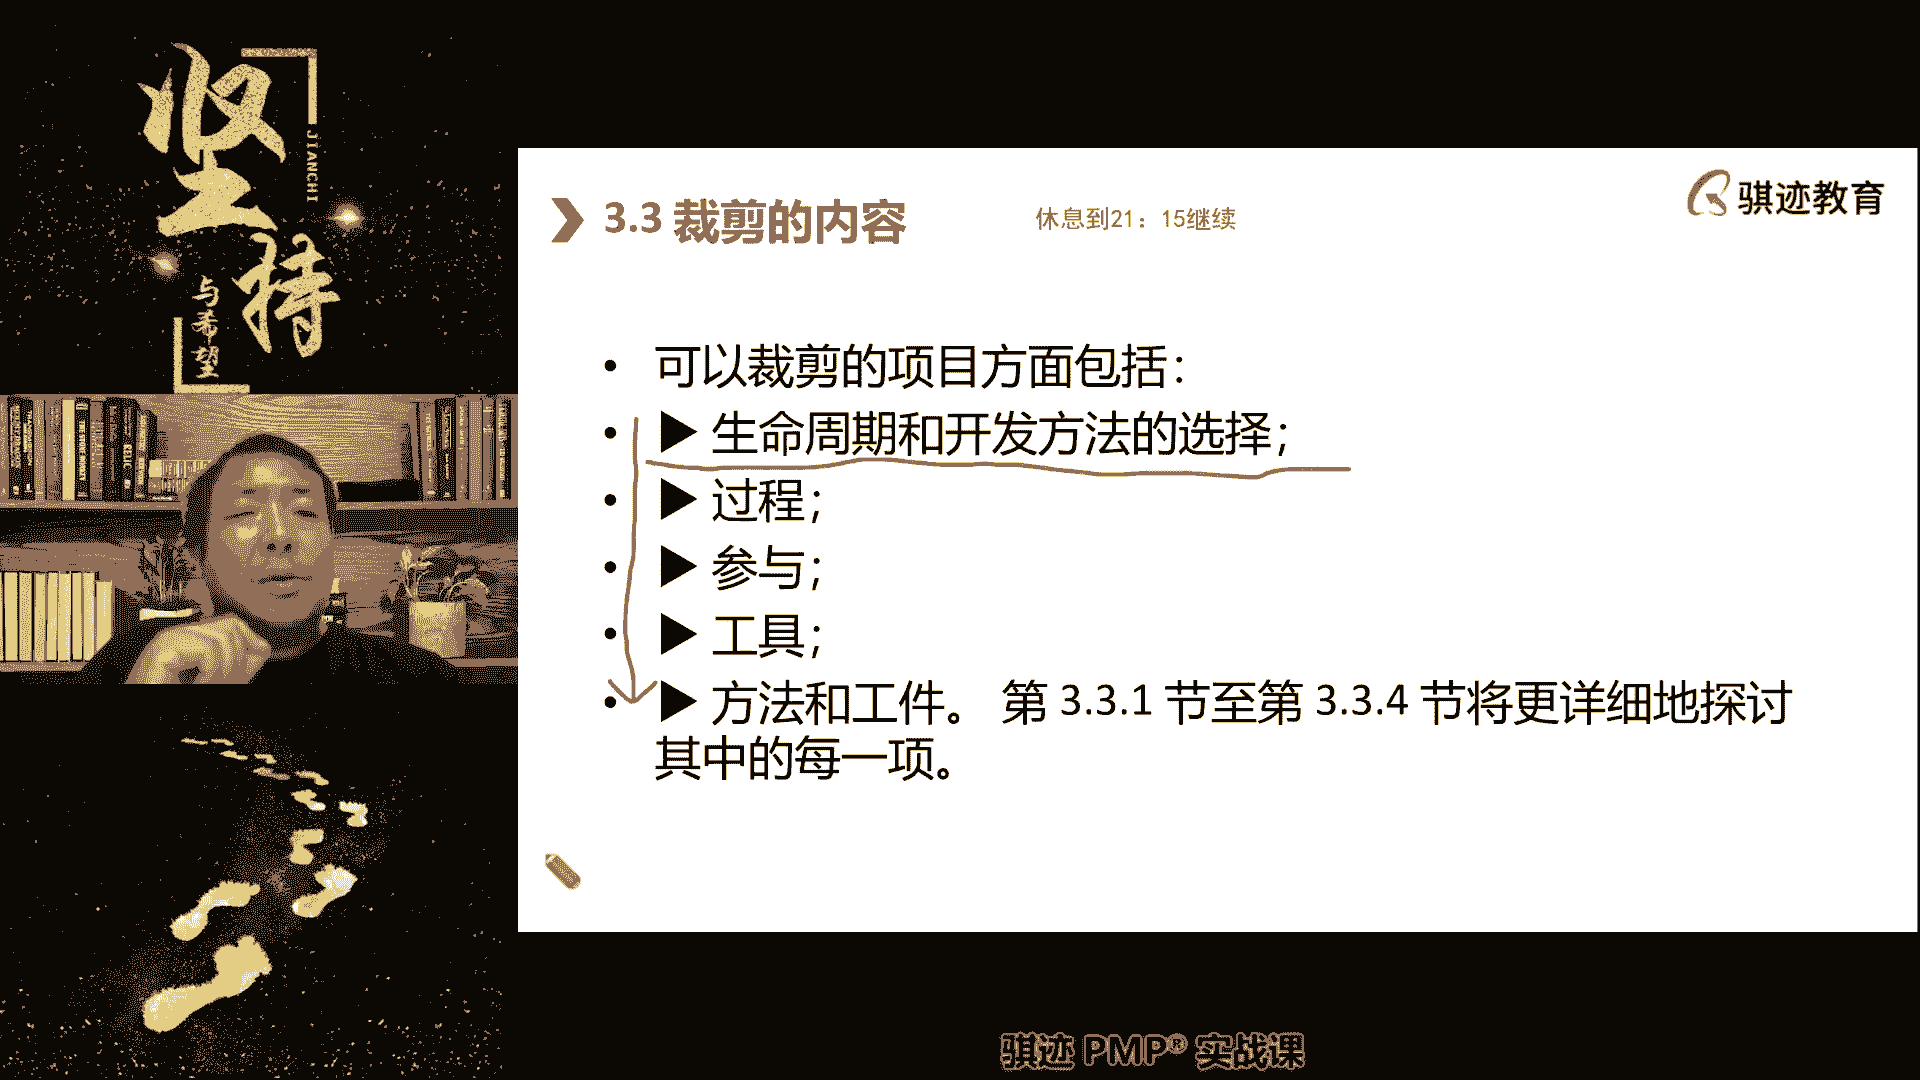 坚持
JIANCHI
与希望
3.3 裁剪的内容
休息到21：15继续
骐迹教育
• 可以裁剪的项目方面包括：
• ▶ 生命周期和开发方法的选择；
• ▶ 过程；
• ▶ 参与；
• ▶ 工具；
• ▶ 方法和工件。 第 3.3.1 节至第 3.3.4 节将更详细地探讨
其中的每一项。
骐迹 PMP® 实战课